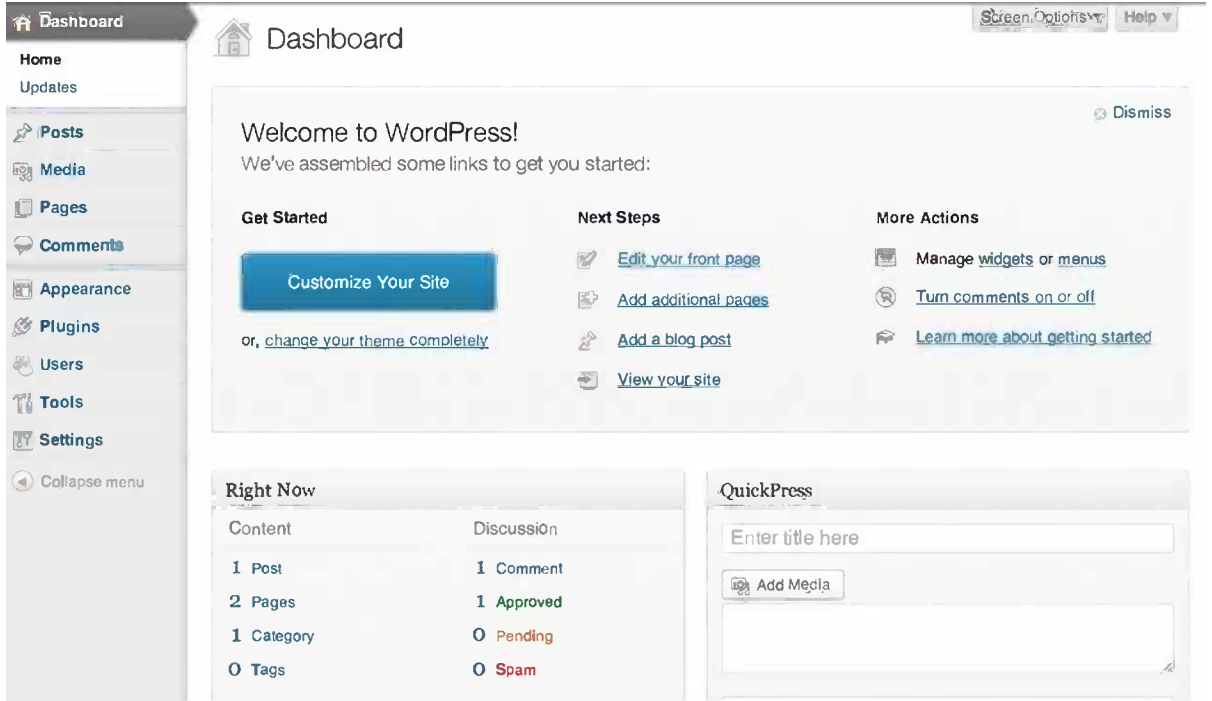 Dashboard
Home
Updates
Posts
Media
Pages
Comments
Appearance
Plugins
Users
Tools
Settings
Collapse menu
Screen Options
Help
Dashboard
Dismiss
Welcome to WordPress!
We've assembled some links to get you started:
Get Started
Customize Your Site
or, change your theme completely
Next Steps
Edit your front page
Add additional pages
Add a blog post
View your site
More Actions
Manage widgets or menus
Turn comments on or off
Learn more about getting started
Right Now
Content
1 Post
2 Pages
1 Category
0 Tags
Discussion
1 Comment
1 Approved
0 Pending
0 Spam
QuickPress
Enter title here
Add Media